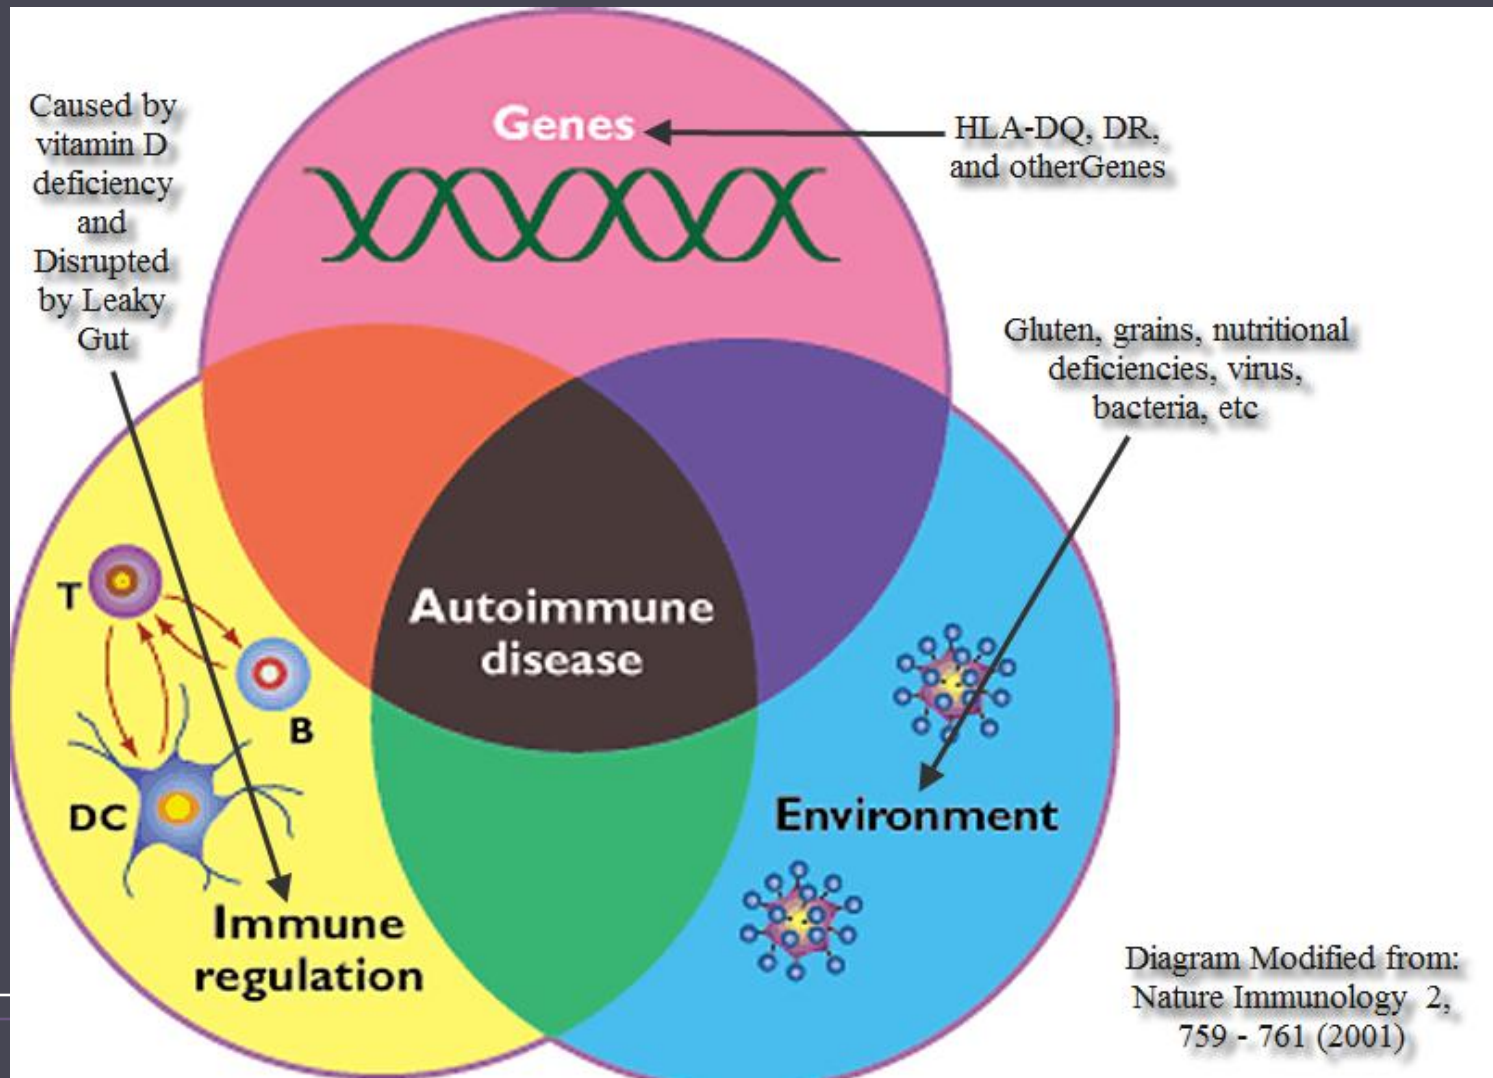 Caused by
vitamin D
deficiency
and
Disrupted
by Leaky
Gut
Genes
HLA-DQ, DR,
and otherGenes
Gluten, grains, nutritional
deficiencies, virus,
bacteria, etc
T
B
DC
Autoimmune
disease
Immune
regulation
Environment
Diagram Modified from:
Nature Immunology 2,
759 - 761 (2001)